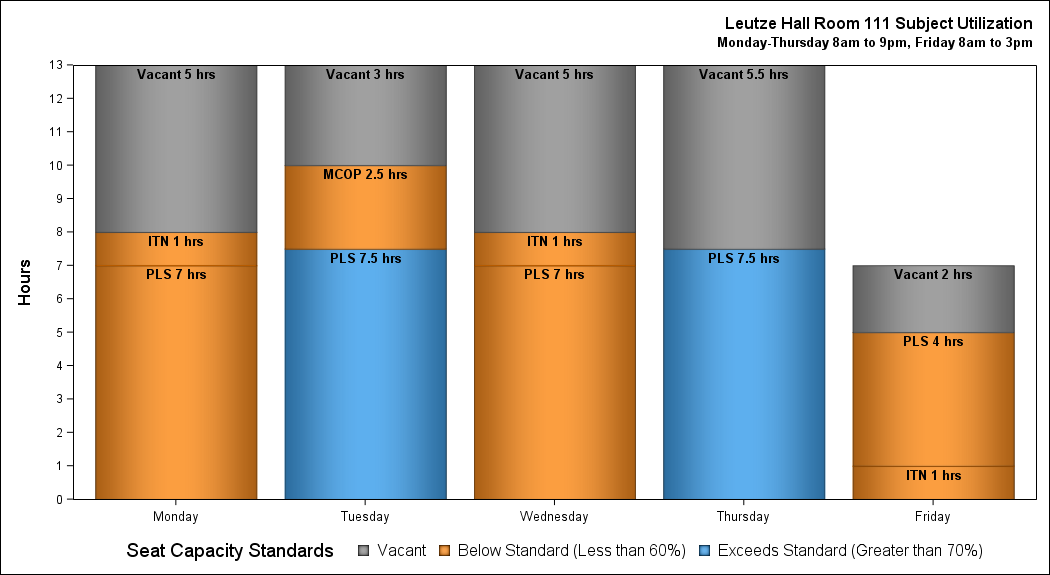 Leutze Hall Room 111 Subject Utilization
Monday-Thursday 8am to 9pm, Friday 8am to 3pm
Hours
13
12
11
10
9
8
7
6
5
4
3
2
1
0
Vacant 5 hrs
ITN 1 hrs
PLS 7 hrs
Vacant 3 hrs
MCOP 2.5 hrs
PLS 7.5 hrs
Vacant 5 hrs
ITN 1 hrs
PLS 7 hrs
Vacant 5.5 hrs
PLS 7.5 hrs
Vacant 2 hrs
PLS 4 hrs
ITN 1 hrs
Monday Tuesday Wednesday Thursday Friday
Seat Capacity Standards Vacant Below Standard (Less than 60%) Exceeds Standard (Greater than 70%)